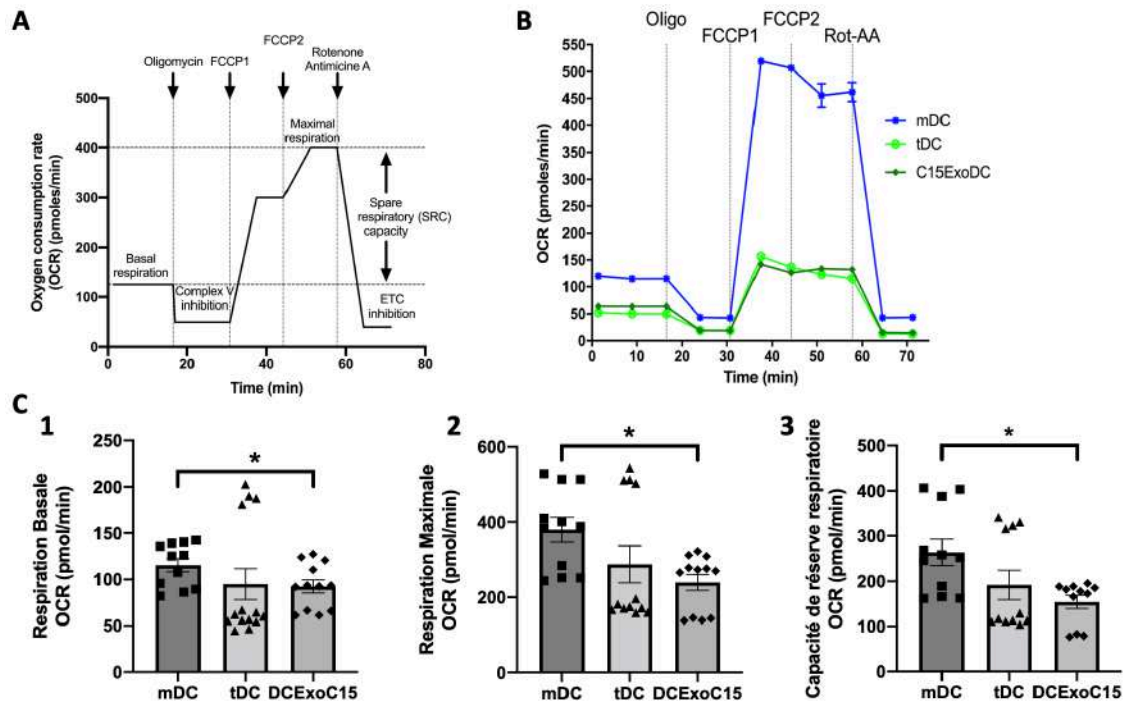 A
FCCP2
Oligomycin
FCCP1
Rotenone
Antimicine A
Oxygen consumption rate
(OCR) (pmoles/min)
500
400
300
200
100
0
Maximal
respiration
Spare
respiratory (SRC)
capacity
Basal
respiration
Complex V
inhibition
ETC
inhibition
0 20 40 60 80
Time (min)
B
Oligo
FCCP1
FCCP2
Rot-AA
OCR (pmoles/min)
550
500
450
400
350
300
550
200
150
100
50
0
0 10 20 30 40 50 60 70
Time (min)
mDC
tDC
C15ExoDC
C
1
Respiration Basale
OCR (pmol/min)
250
200
150
100
50
0
*
mDC tDC DCExoC15
2
Respiration Maximale
OCR (pmol/min)
600
400
200
0
*
mDC tDC DCExoC15
3
Capacité de réserve respiratoire
OCR (pmol/min)
500
400
300
200
100
0
*
mDC tDC DCExoC15